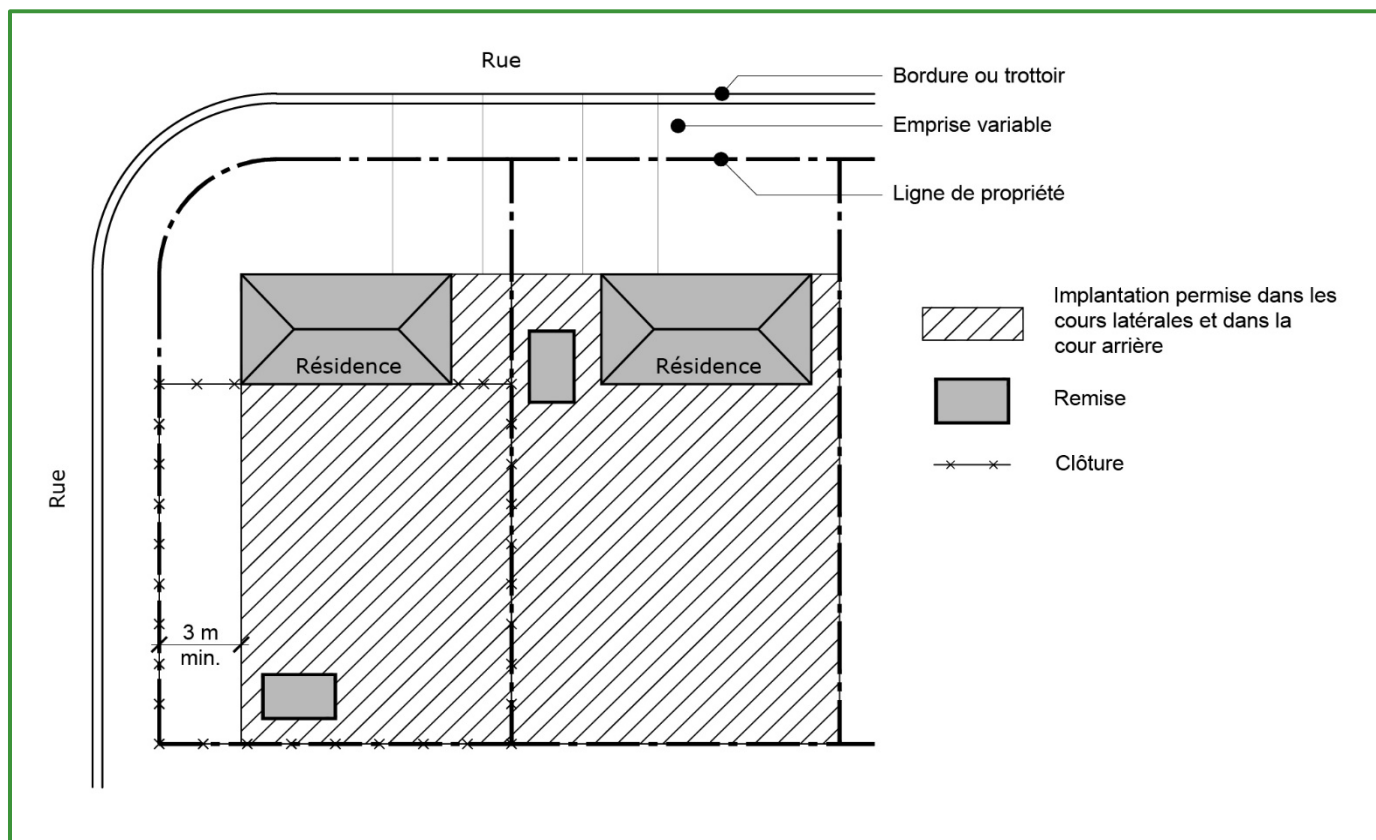 Rue
Bordure ou trottoir
Emprise variable
Ligne de propriété
Implantation permise dans les
cours latérales et dans la
cour arrière
Résidence
Résidence
Remise
Clôture
Rue
3 m
min.